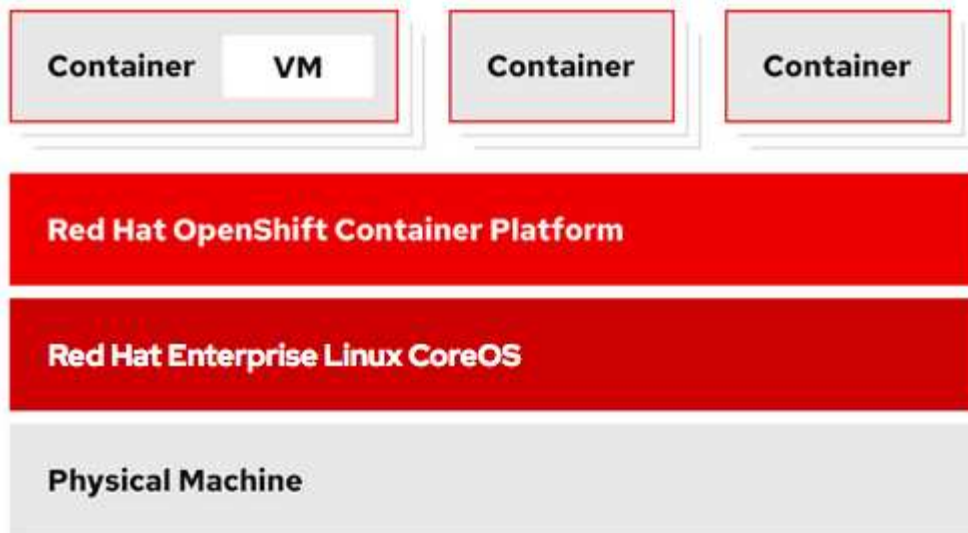 Container VM Container Container
Red Hat OpenShift Container Platform
Red Hat Enterprise Linux CoreOS
Physical Machine